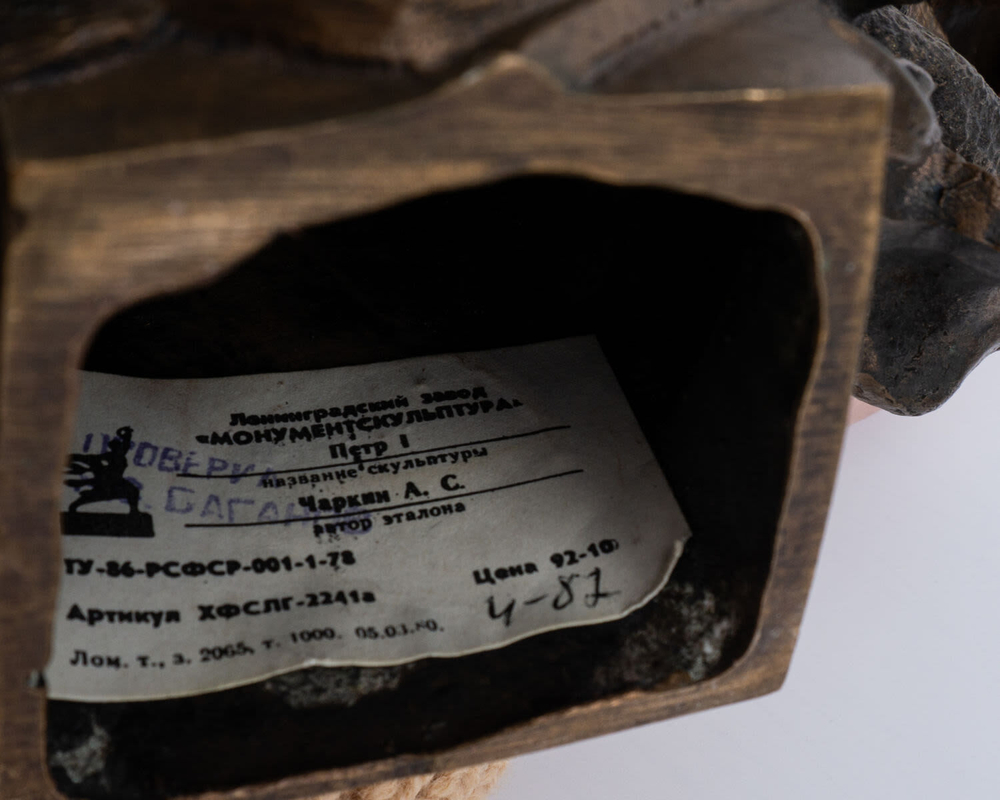 Ленинградский завод
«МОНУМЕНТСКУЛЬПТУРА»
Петр I
название скульптуры
Чаркин А. С.
автор эталона
ТУ-86-РСФСР-001-1-78
Цена 92-10
Артикул ХФСЛГ-2241а
4-82
Лом. т., з. 2065, т. 1000. 05.03.80.
ПРОВЕРИЛ